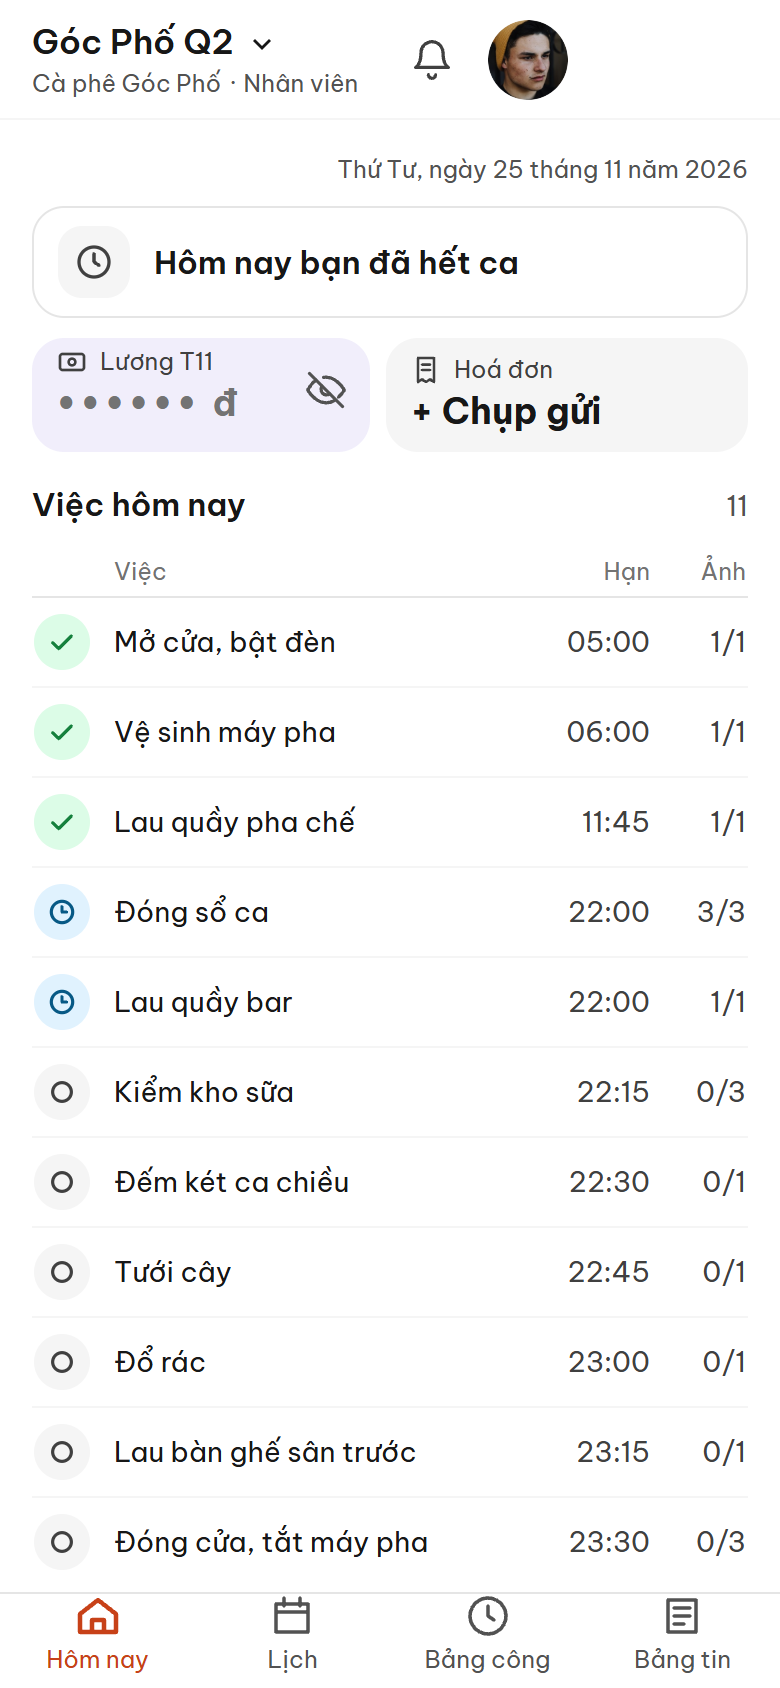 Góc Phố Q2
Cà phê Góc Phố · Nhân viên
Thứ Tư, ngày 25 tháng 11 năm 2026
Hôm nay bạn đã hết ca
Lương T11
•••••• đ
Hoá đơn
+ Chụp gửi
Việc hôm nay 11
Việc Hạn Ảnh
Mở cửa, bật đèn 05:00 1/1
Vệ sinh máy pha 06:00 1/1
Lau quầy pha chế 11:45 1/1
Đóng sổ ca 22:00 3/3
Lau quầy bar 22:00 1/1
Kiểm kho sữa 22:15 0/3
Đếm két ca chiều 22:30 0/1
Tưới cây 22:45 0/1
Đổ rác 23:00 0/1
Lau bàn ghế sân trước 23:15 0/1
Đóng cửa, tắt máy pha 23:30 0/3
Hôm nay Lịch Bảng công Bảng tin